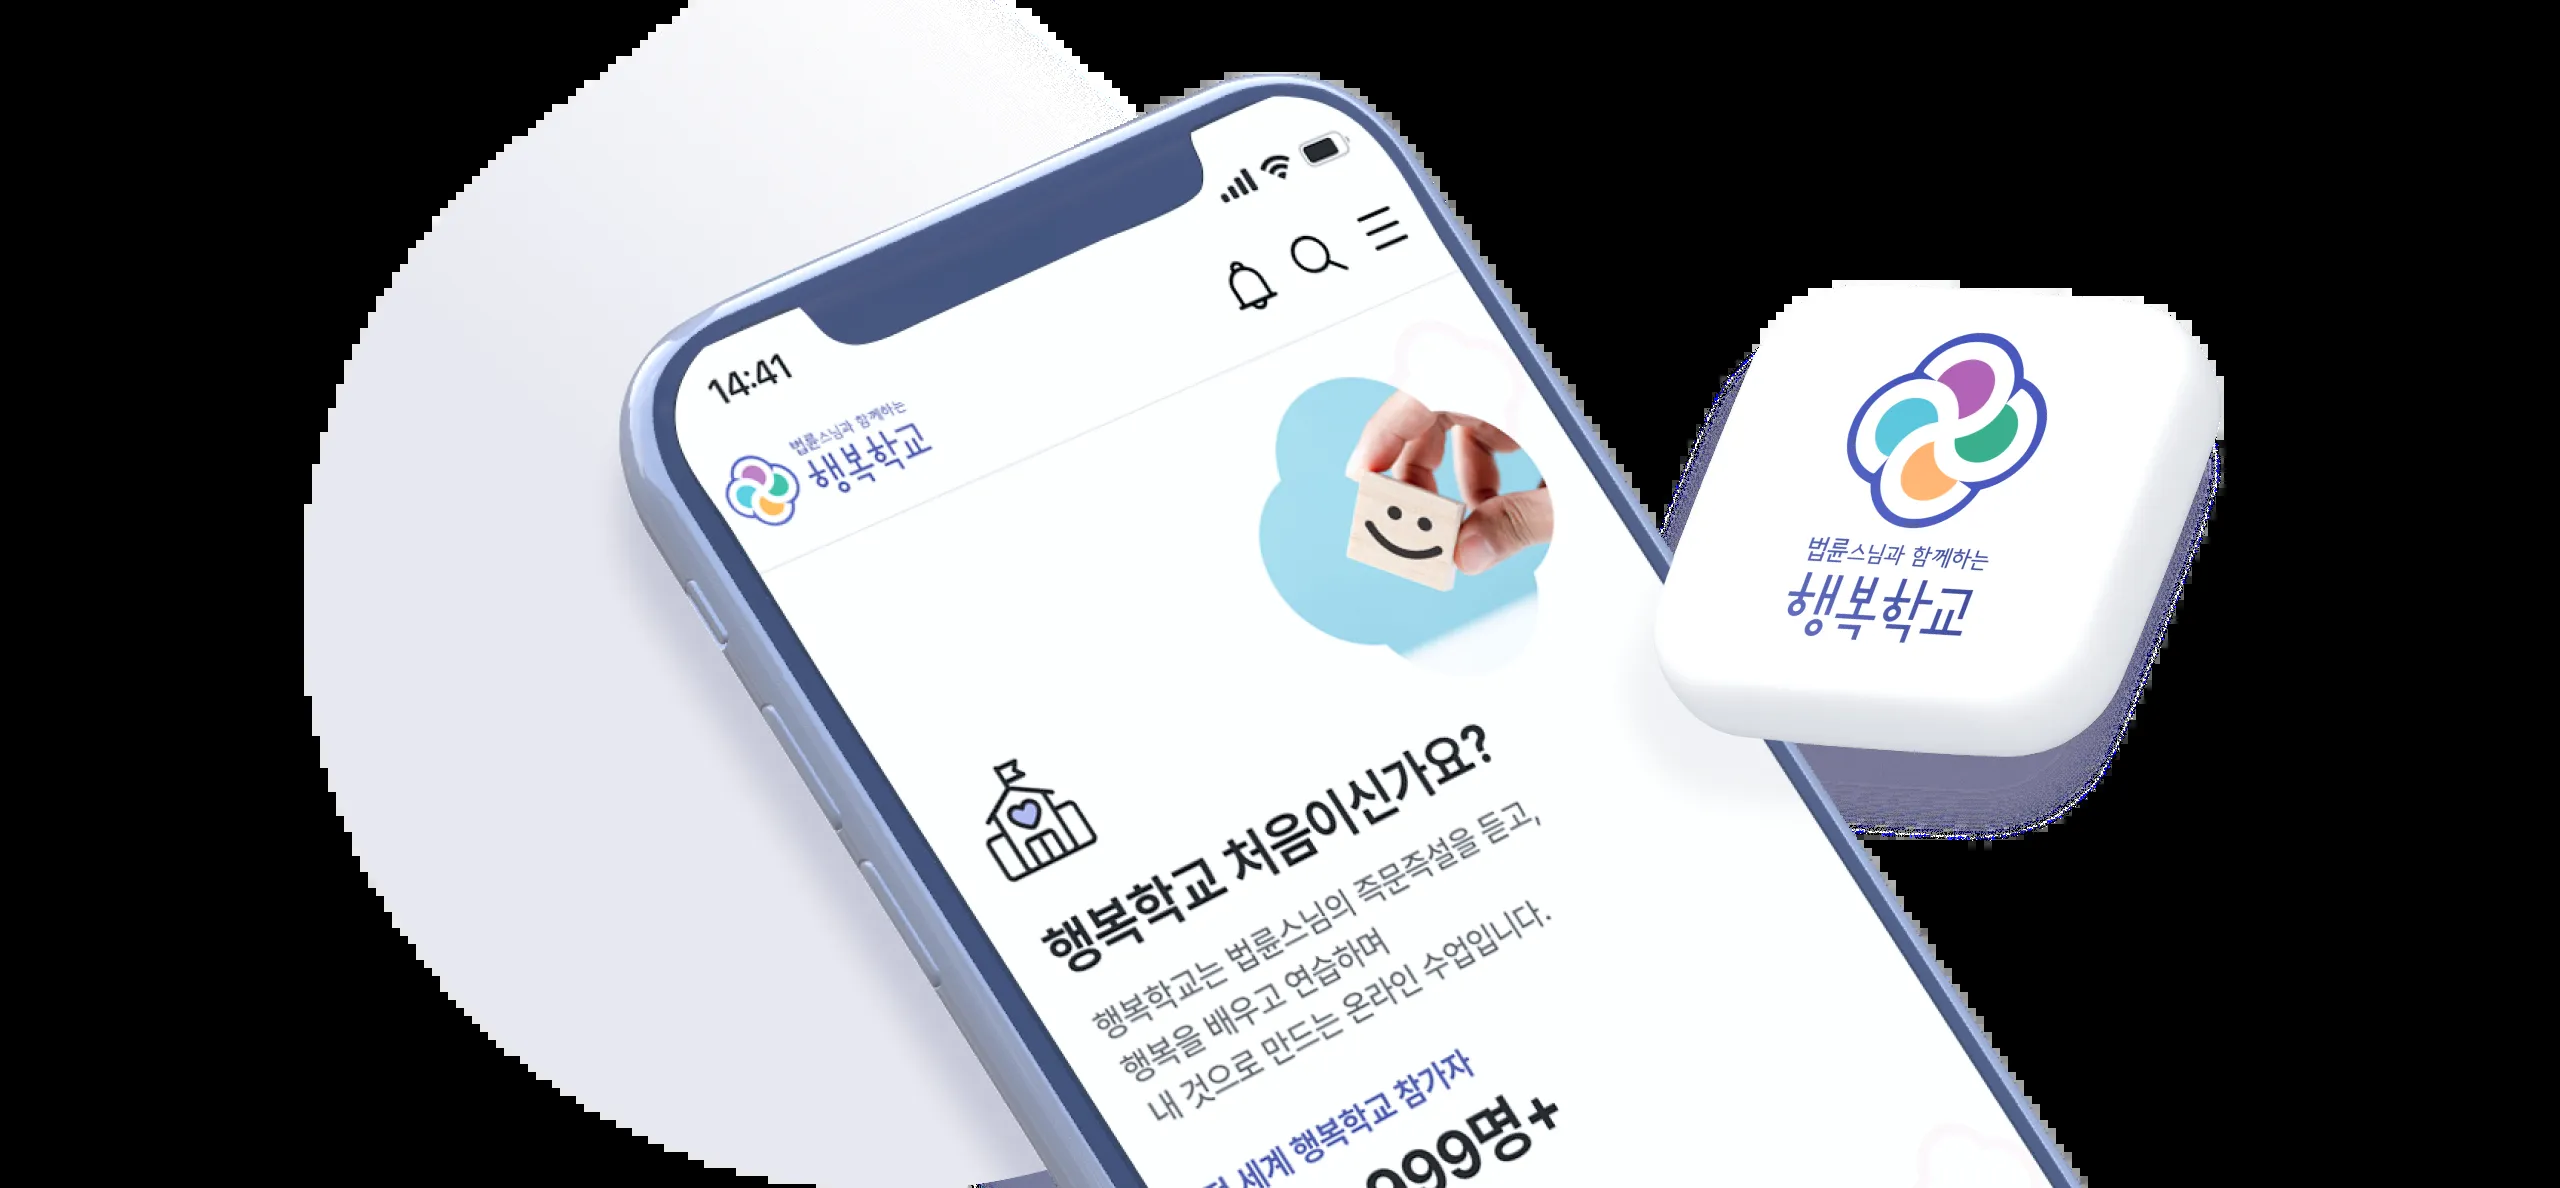 14:41
법륜스님과 함께하는
행복학교
행복학교 처음이신가요?
행복학교는 법륜스님의 즉문즉설을 듣고,
행복을 배우고 연습하며
내 것으로 만드는 온라인 수업입니다.
세계 행복학교 참가자
999명+
법륜스님과 함께하는
행복학교